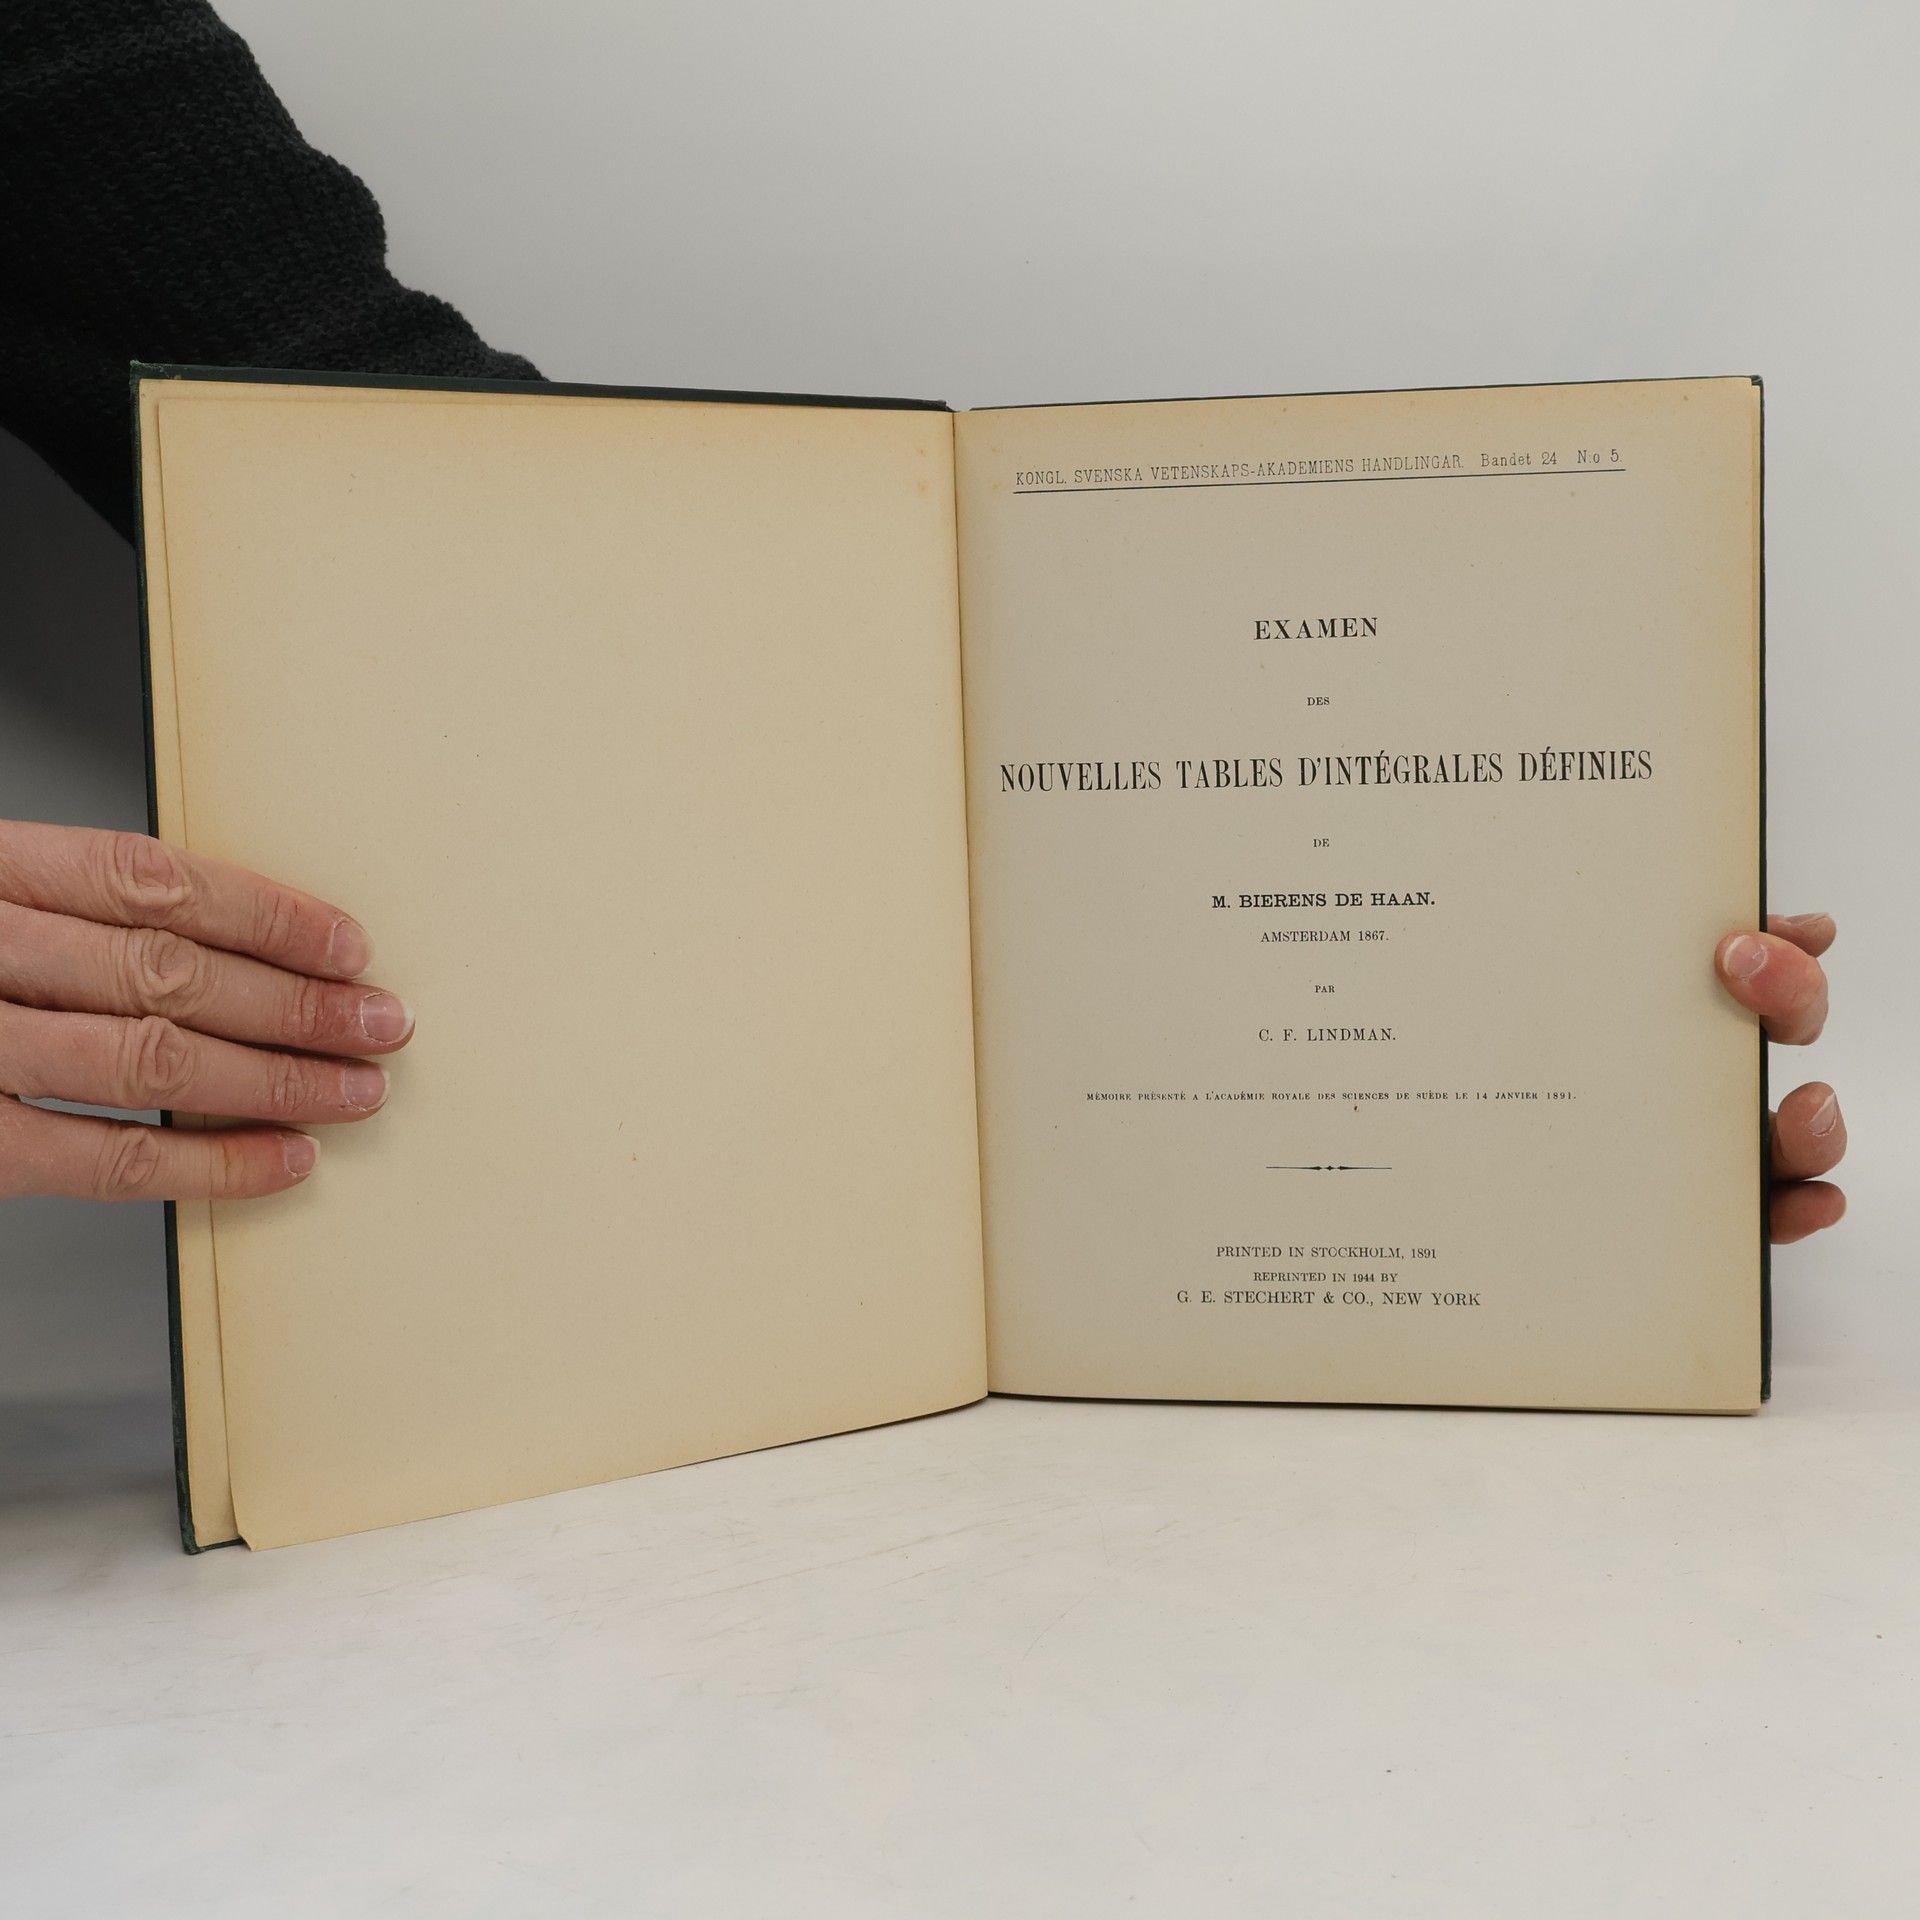 KONGL. SVENSKA VETENSKAPS-AKADEMIENS HANDLINGAR. Bandet 24 N:o 5.
EXAMEN
DES
NOUVELLES TABLES D'INTÉGRALES DÉFINIES
DE
M. BIERENS DE HAAN.
AMSTERDAM 1867.
PAR
C. F. LINDMAN.
MÉMOIRE PRÉSENTÉ A L'ACADÉMIE ROYALE DES SCIENCES DE SUÈDE LE 14 JANVIER 1891.
PRINTED IN STOCKHOLM, 1891
REPRINTED IN 1944 BY
G. E. STECHERT & CO., NEW YORK